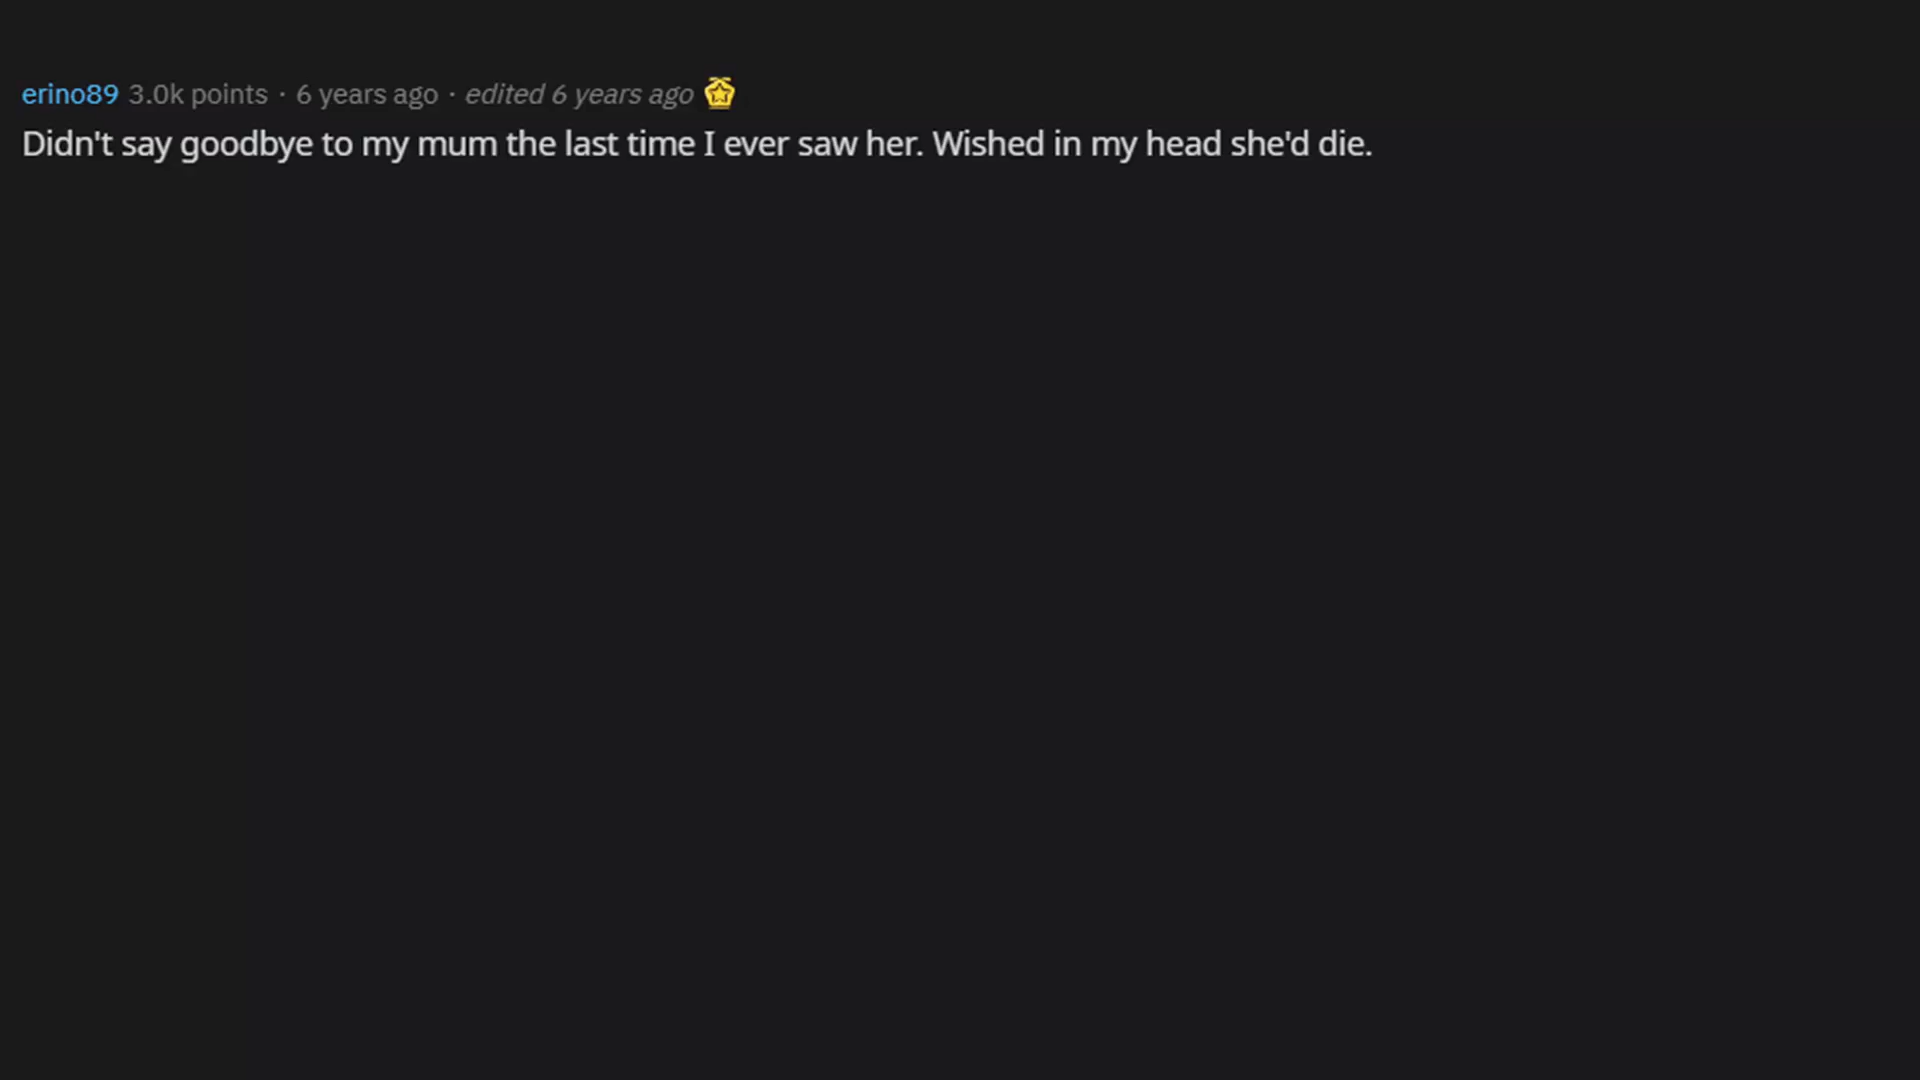 erino89 3.0k points · 6 years ago · edited 6 years ago
Didn't say goodbye to my mum the last time I ever saw her. Wished in my head she'd die.